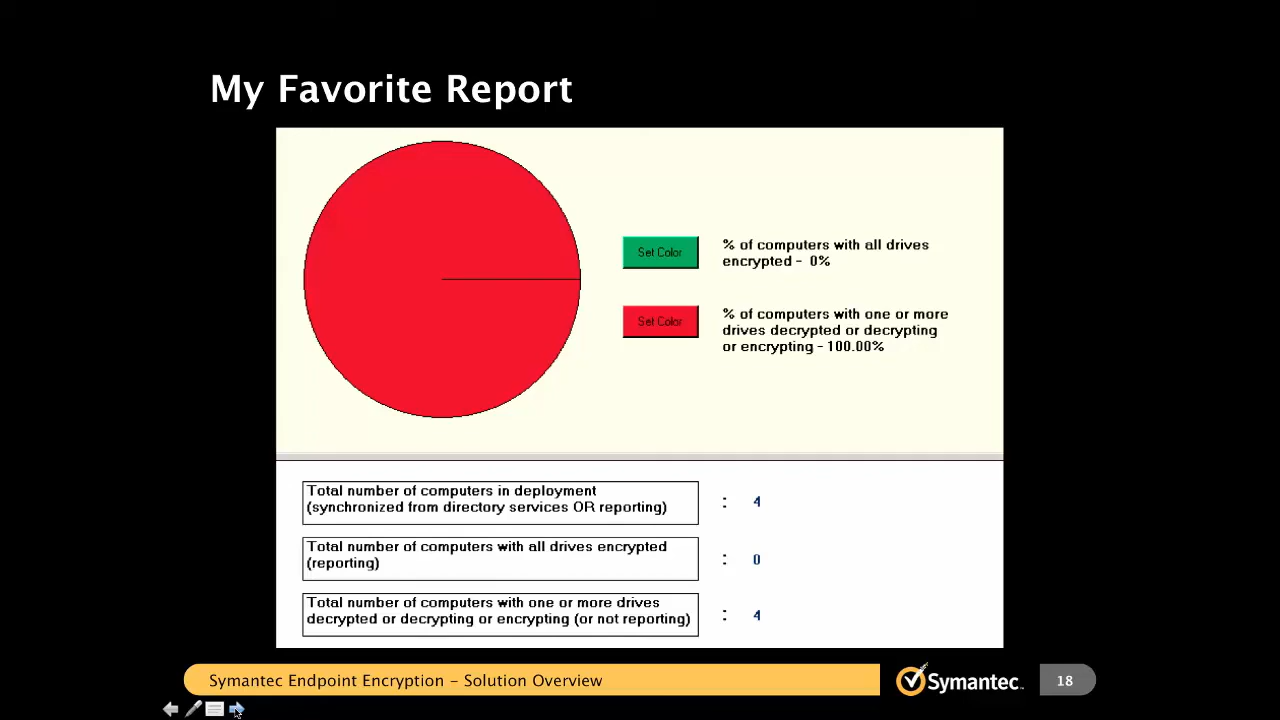 My Favorite Report
Set Color
% of computers with all drives
encrypted - 0%
Set Color
% of computers with one or more
drives decrypted or decrypting
or encrypting - 100.00%
Total number of computers in deployment
(synchronized from directory services OR reporting)
: 4
Total number of computers with all drives encrypted
(reporting)
: 0
Total number of computers with one or more drives
decrypted or decrypting or encrypting (or not reporting)
: 4
Symantec Endpoint Encryption – Solution Overview
Symantec™
18